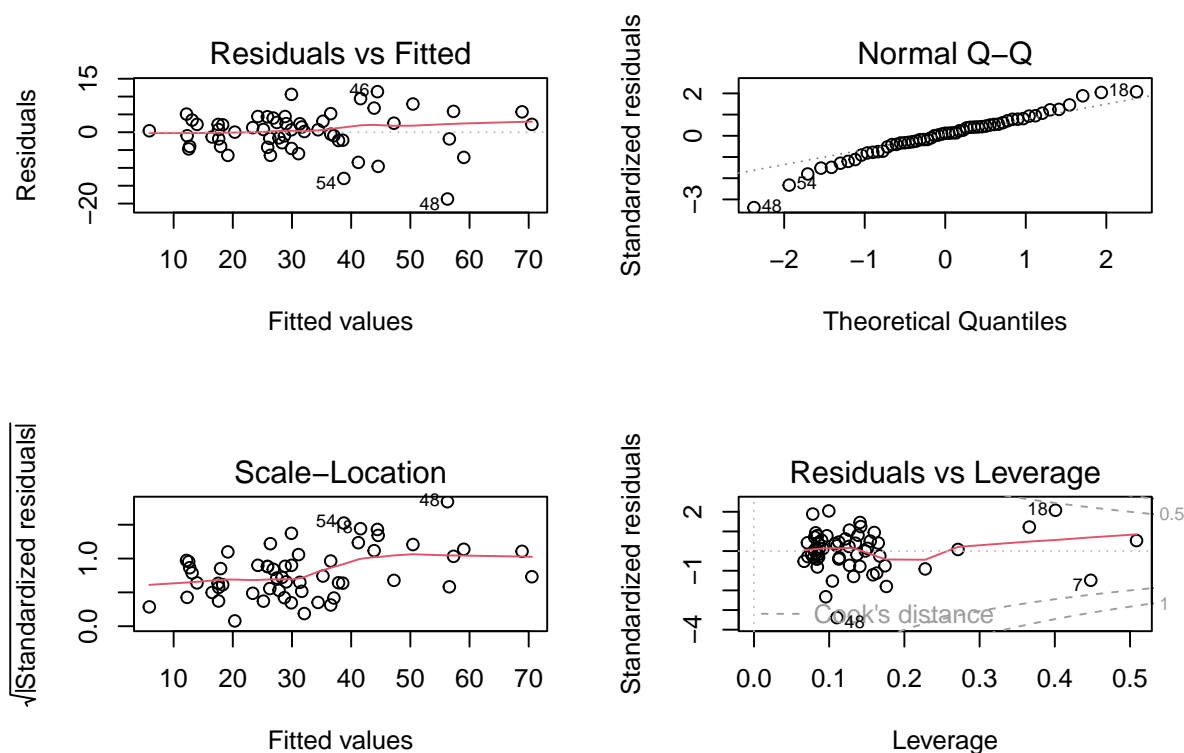 Residuals vs Fitted
Residuals
15
0
−20
46
54
48
10 20 30 40 50 60 70
Fitted values
Normal Q−Q
Standardized residuals
2
0
−3
18
54
48
−2 −1 0 1 2
Theoretical Quantiles
Scale−Location
√|Standardized residuals|
1.0
0.0
48
54
10 20 30 40 50 60 70
Fitted values
Residuals vs Leverage
Standardized residuals
2
−1
−4
18
7
48
Cook's distance
0.5
1
0.0 0.1 0.2 0.3 0.4 0.5
Leverage